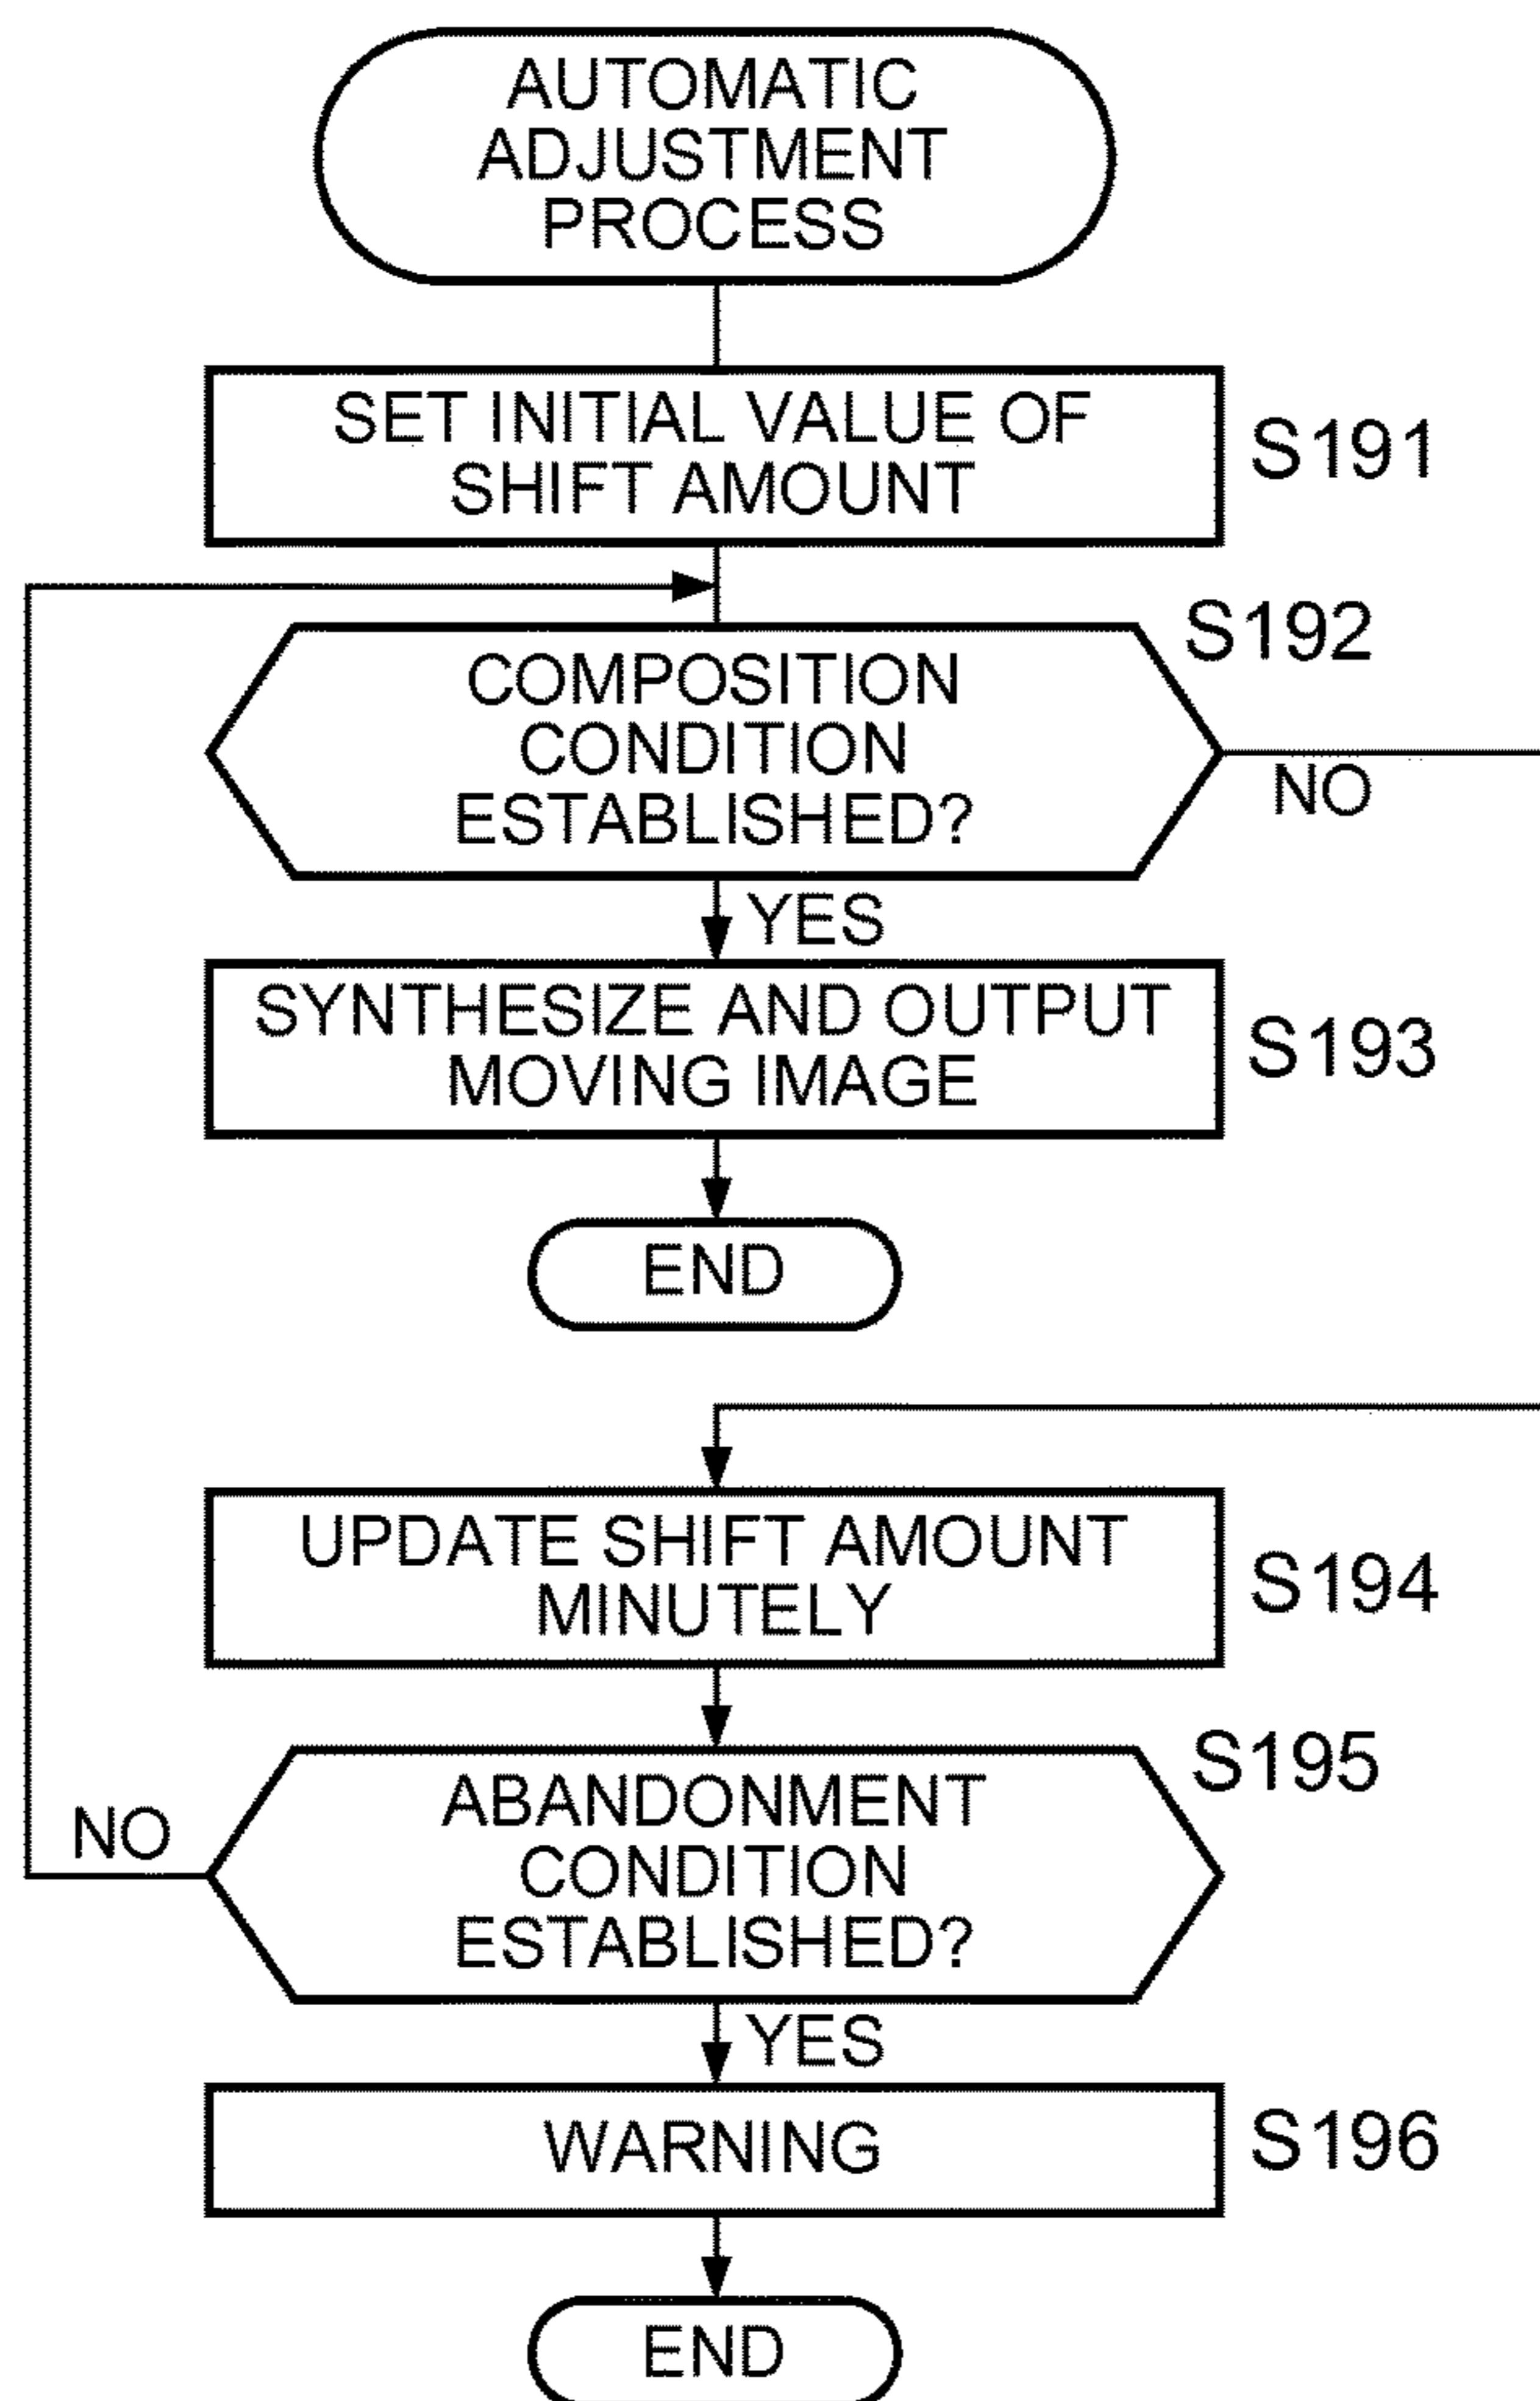 AUTOMATIC
ADJUSTMENT
PROCESS
SET INITIAL VALUE OF
SHIFT AMOUNT
S191
S192
COMPOSITION
CONDITION
ESTABLISHED?
NO
YES
SYNTHESIZE AND OUTPUT
MOVING IMAGE
S193
END
UPDATE SHIFT AMOUNT
MINUTELY
S194
S195
ABANDONMENT
CONDITION
ESTABLISHED?
NO
YES
WARNING
S196
END